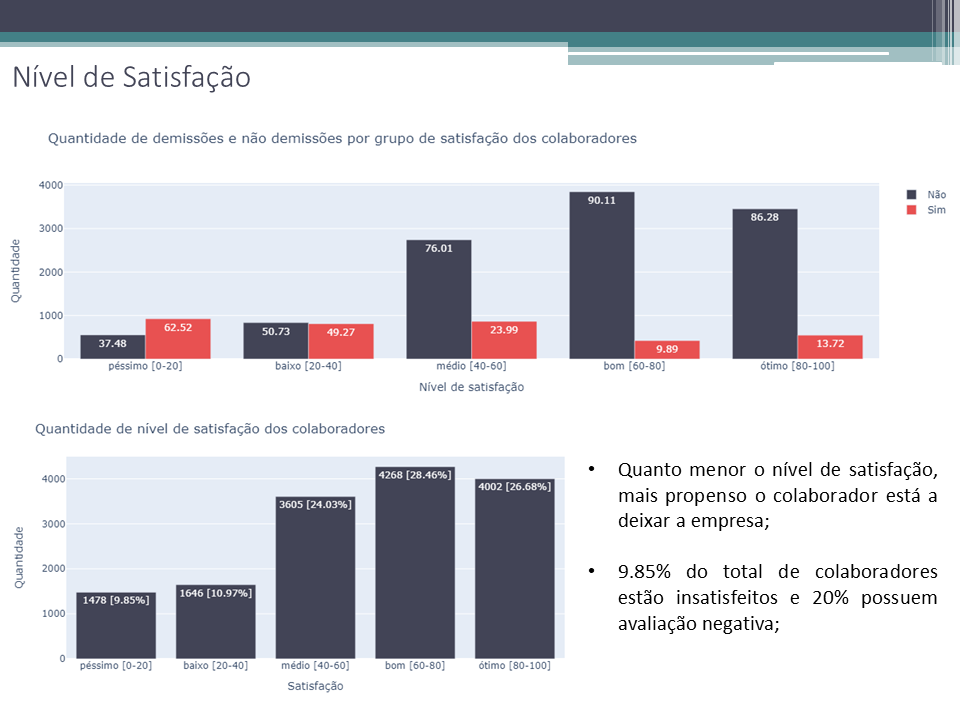 Nível de Satisfação
Quantidade de demissões e não demissões por grupo de satisfação dos colaboradores
Quantidade
4000
3000
2000
1000
0
37.48
62.52
50.73
49.27
76.01
23.99
90.11
9.89
86.28
13.72
péssimo [0-20]
baixo [20-40]
médio [40-60]
bom [60-80]
ótimo [80-100]
Nível de satisfação
Não
Sim
Quantidade de nível de satisfação dos colaboradores
Quantidade
4000
3000
2000
1000
0
1478 [9.85%]
1646 [10.97%]
3605 [24.03%]
4268 [28.46%]
4002 [26.68%]
péssimo [0-20]
baixo [20-40]
médio [40-60]
bom [60-80]
ótimo [80-100]
Satisfação
• Quanto menor o nível de satisfação,
mais propenso o colaborador está a
deixar a empresa;
• 9.85% do total de colaboradores
estão insatisfeitos e 20% possuem
avaliação negativa;